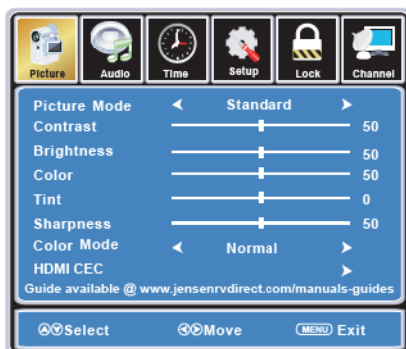 Picture Audio Time Setup Lock Channel
Picture Mode Standard
Contrast 50
Brightness 50
Color 50
Tint 0
Sharpness 50
Color Mode Normal
HDMI CEC
Guide available @ www.jensenrvdirect.com/manuals-guides
Select Move MENU Exit